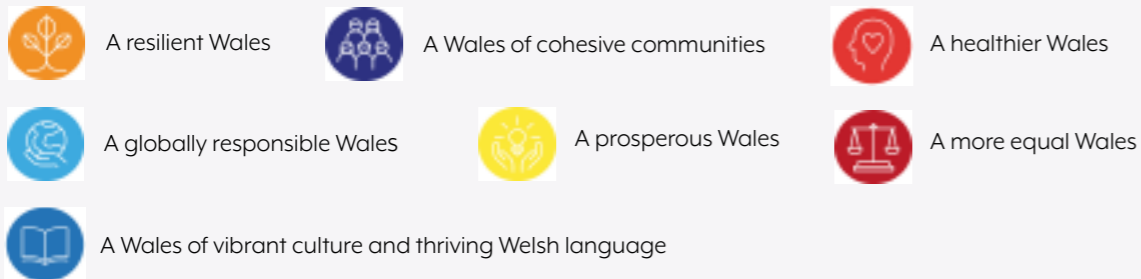 A resilient Wales
A Wales of cohesive communities
A healthier Wales
A globally responsible Wales
A prosperous Wales
A more equal Wales
A Wales of vibrant culture and thriving Welsh language